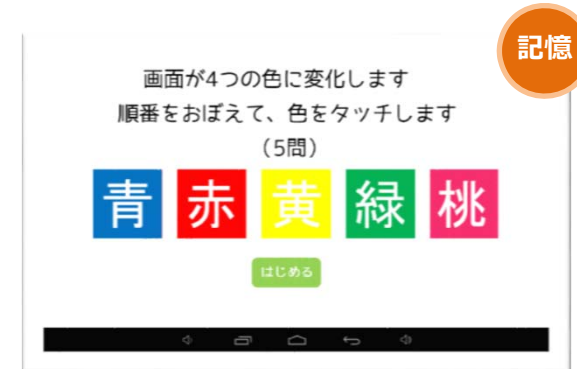 記憶
画面が4つの色に変化します
順番をおぼえて、色をタッチします
（5問）
青 赤 黄 緑 桃
はじめる